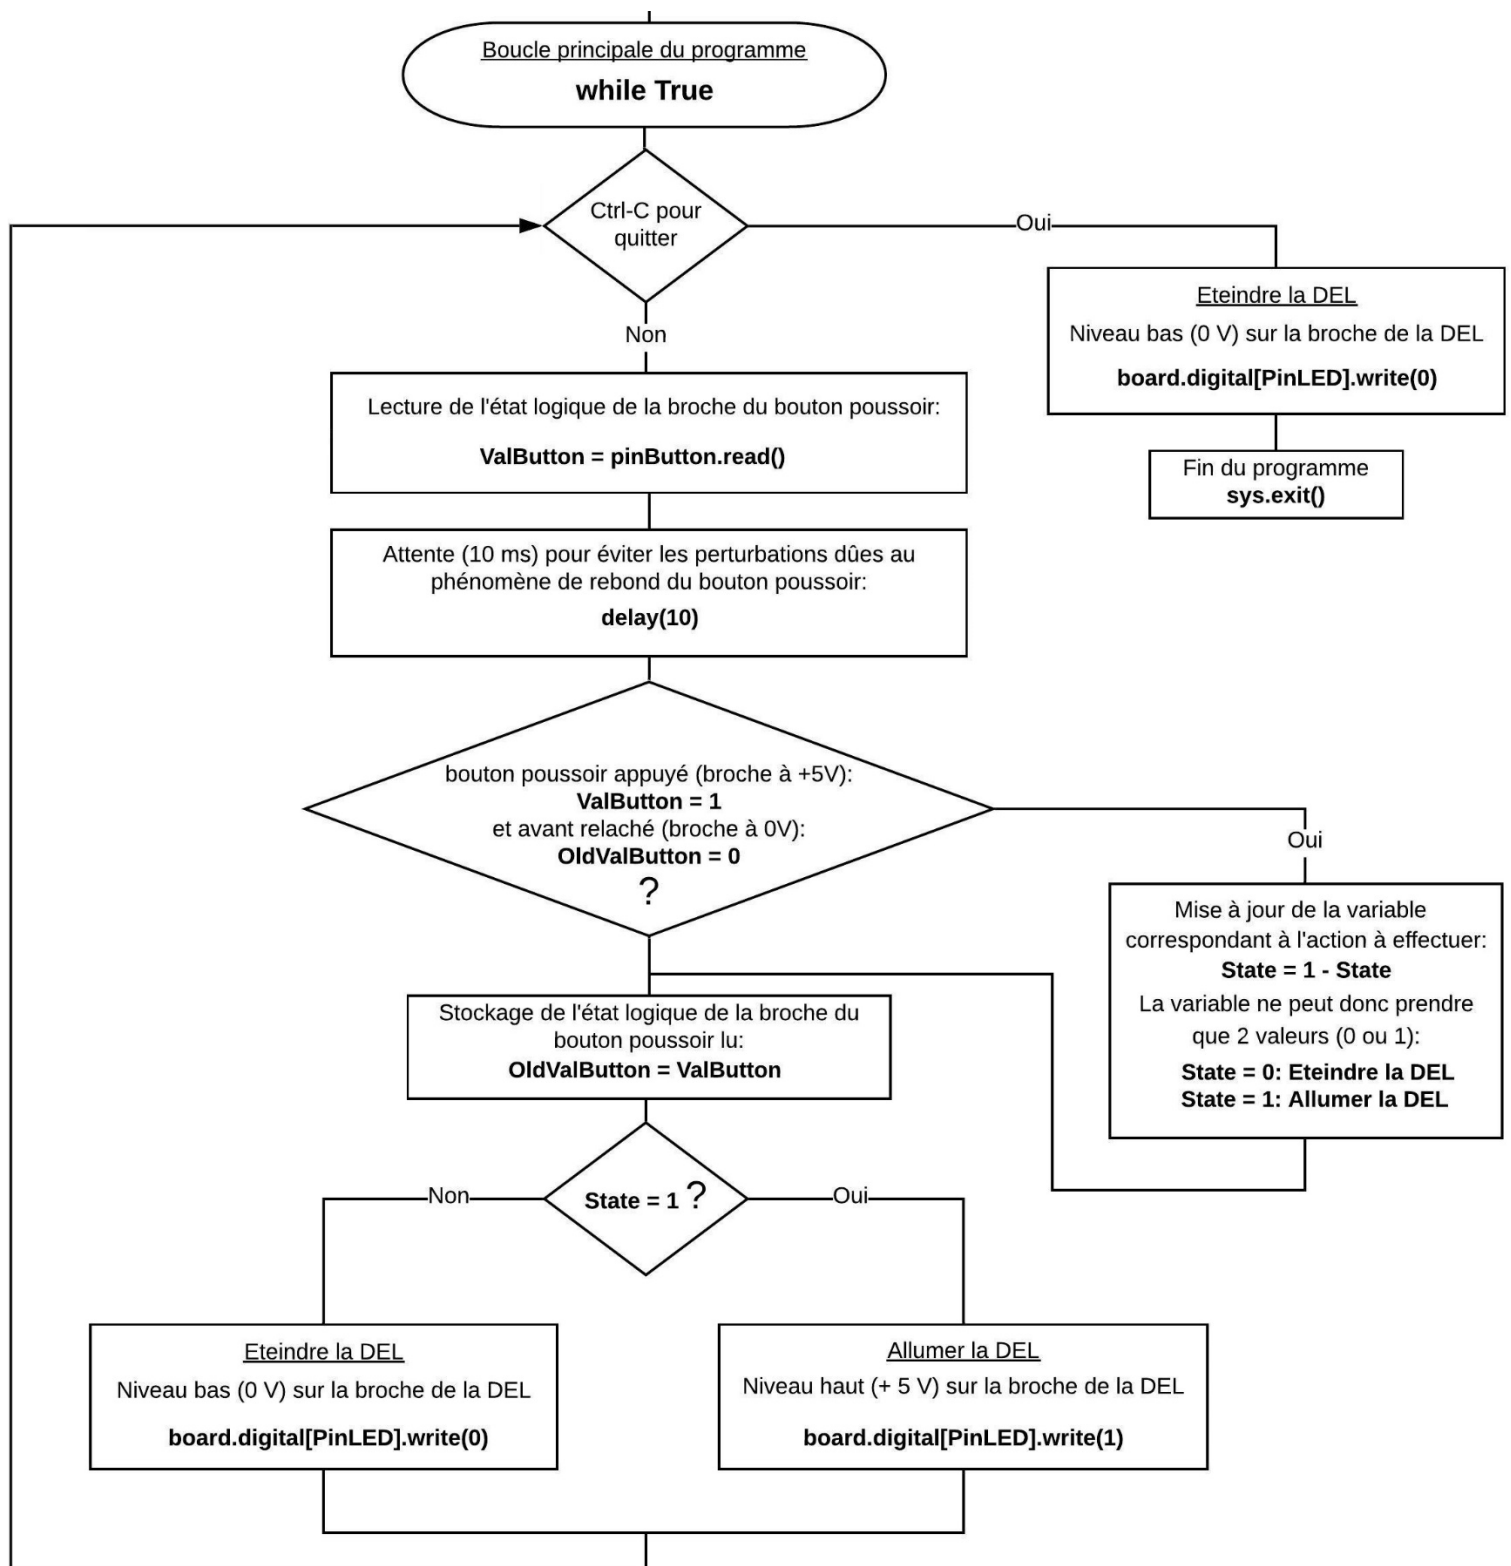 Boucle principale du programme
while True
Ctrl-C pour
quitter
Oui
Eteindre la DEL
Niveau bas (0 V) sur la broche de la DEL
board.digital[PinLED].write(0)
Fin du programme
sys.exit()
Non
Lecture de l'état logique de la broche du bouton poussoir:
ValButton = pinButton.read()
Attente (10 ms) pour éviter les perturbations dûes au
phénomène de rebond du bouton poussoir:
delay(10)
bouton poussoir appuyé (broche à +5V):
ValButton = 1
et avant relaché (broche à 0V):
OldValButton = 0
?
Oui
Mise à jour de la variable
correspondant à l'action à effectuer:
State = 1 - State
La variable ne peut donc prendre
que 2 valeurs (0 ou 1):
State = 0: Eteindre la DEL
State = 1: Allumer la DEL
Stockage de l'état logique de la broche du
bouton poussoir lu:
OldValButton = ValButton
State = 1 ?
Non
Oui
Eteindre la DEL
Niveau bas (0 V) sur la broche de la DEL
board.digital[PinLED].write(0)
Allumer la DEL
Niveau haut (+ 5 V) sur la broche de la DEL
board.digital[PinLED].write(1)